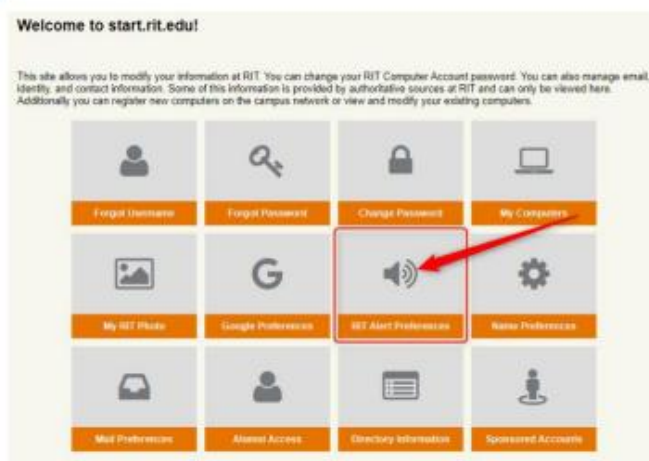 Welcome to start.rit.edu!
This site allows you to modify your information at RIT. You can change your RIT Computer Account password. You can also manage email,
identity, and contact information. Some of this information is provided by authoritative sources at RIT and can only be viewed here.
Additionally you can register new computers on the campus network or view and modify your existing computers.
Forgot Username
Forgot Password
Change Password
My Computers
My RIT Photo
Google Preferences
RIT Alert Preferences
Name Preferences
Mail Preferences
Alumni Access
Directory Information
Sponsored Accounts